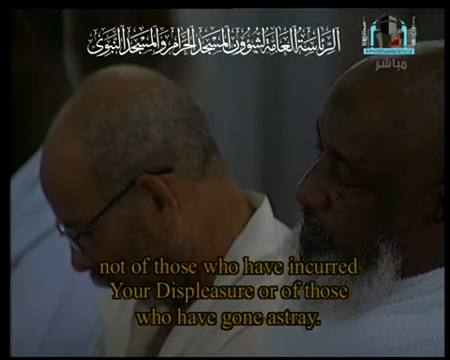 الرئاسة العامة لشؤون المسجد الحرام والمسجد النبوي
مباشر
not of those who have incurred
Your Displeasure or of those
who have gone astray.